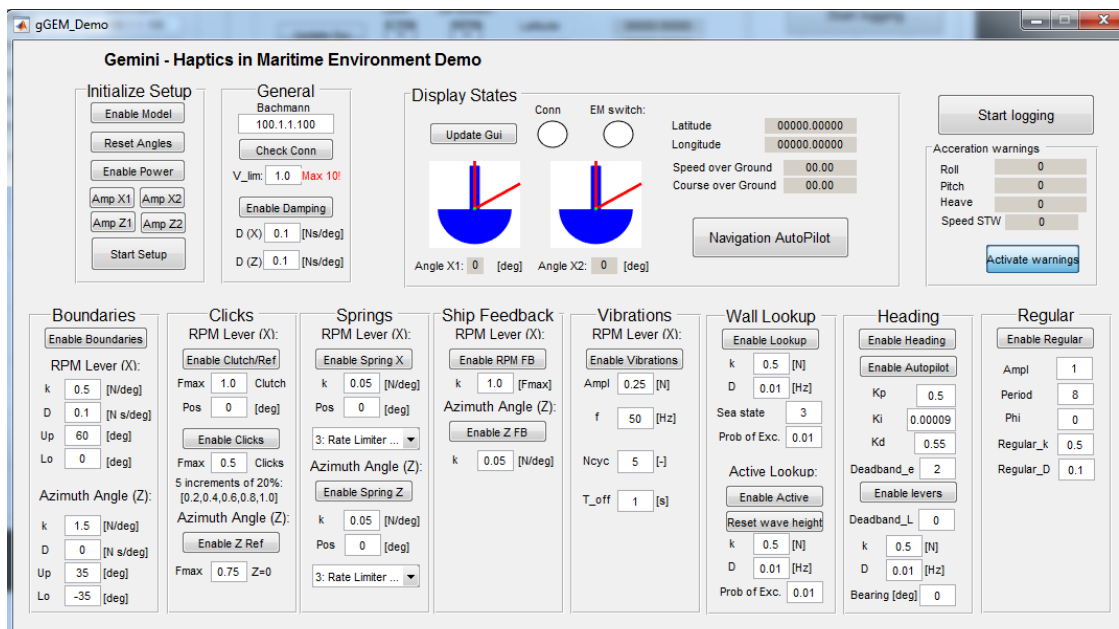 gGEM_Demo
Gemini - Haptics in Maritime Environment Demo
Initialize Setup
Enable Model
Reset Angles
Enable Power
Amp X1 Amp X2
Amp Z1 Amp Z2
Start Setup
General
Bachmann
100.1.1.100
Check Conn
V_lim: 1.0 Max 10!
Enable Damping
D (X) 0.1 [Ns/deg]
D (Z) 0.1 [Ns/deg]
Display States
Conn EM switch:
Update Gui
Latitude 00000.00000
Longitude 00000.00000
Speed over Ground 00.00
Course over Ground 00.00
Navigation AutoPilot
Angle X1: 0 [deg] Angle X2: 0 [deg]
Start logging
Acceration warnings
Roll 0
Pitch 0
Heave 0
Speed STW 0
Activate warnings
Boundaries
Enable Boundaries
RPM Lever (X):
k 0.5 [N/deg]
D 0.1 [N s/deg]
Up 60 [deg]
Lo 0 [deg]
Azimuth Angle (Z):
k 1.5 [N/deg]
D 0 [N s/deg]
Up 35 [deg]
Lo -35 [deg]
Clicks
RPM Lever (X):
Enable Clutch/Ref
Fmax 1.0 Clutch
Pos 0 [deg]
Enable Clicks
Fmax 0.5 Clicks
5 increments of 20%:
[0.2,0.4,0.6,0.8,1.0]
Azimuth Angle (Z):
Enable Z Ref
Fmax 0.75 Z=0
Springs
RPM Lever (X):
Enable Spring X
k 0.05 [N/deg]
Pos 0 [deg]
3: Rate Limiter ...
Azimuth Angle (Z):
Enable Spring Z
k 0.05 [N/deg]
Pos 0 [deg]
3: Rate Limiter ...
Ship Feedback
RPM Lever (X):
Enable RPM FB
k 1.0 [Fmax]
Azimuth Angle (Z):
Enable Z FB
k 0.05 [N/deg]
Vibrations
RPM Lever (X):
Enable Vibrations
Ampl 0.25 [N]
f 50 [Hz]
Ncyc 5 [-]
T_off 1 [s]
Wall Lookup
Enable Lookup
k 0.5 [N]
D 0.01 [Hz]
Sea state 3
Prob of Exc. 0.01
Active Lookup:
Enable Active
Reset wave height
k 0.5 [N]
D 0.01 [Hz]
Prob of Exc. 0.01
Heading
Enable Heading
Enable Autopilot
Kp 0.5
Ki 0.00009
Kd 0.55
Deadband_e 2
Enable levers
Deadband_L 0
k 0.5 [N]
D 0.01 [Hz]
Bearing [deg] 0
Regular
Enable Regular
Ampl 1
Period 8
Phi 0
Regular_k 0.5
Regular_D 0.1